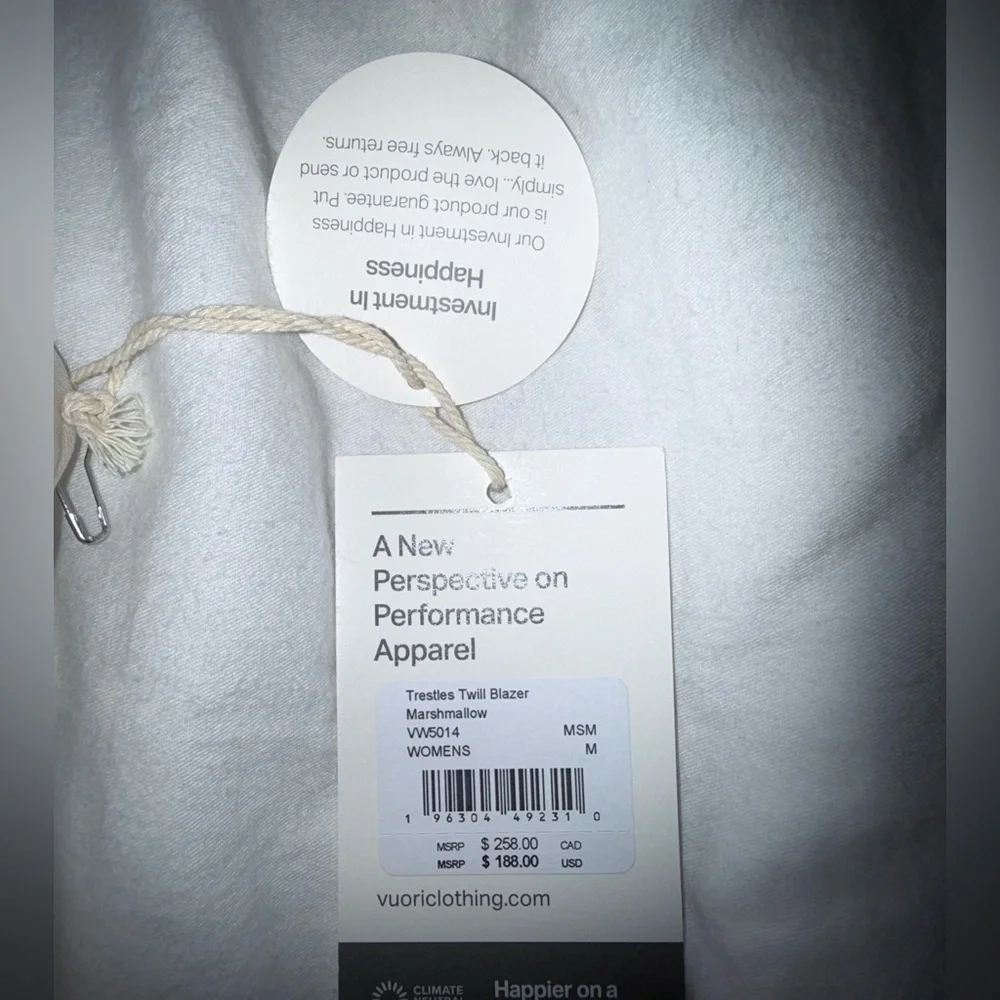 Investment In
Happiness
Our Investment in Happiness
is our product guarantee. Put
simply... love the product or send
it back. Always free returns.
A New
Perspective on
Performance
Apparel
Trestles Twill Blazer
Marshmallow
VW5014 MSM
WOMENS M
1 96304 49231 0
MSRP $ 258.00 CAD
MSRP $ 188.00 USD
vuoriclothing.com
CLIMATE Happier on a
NEUTRAL